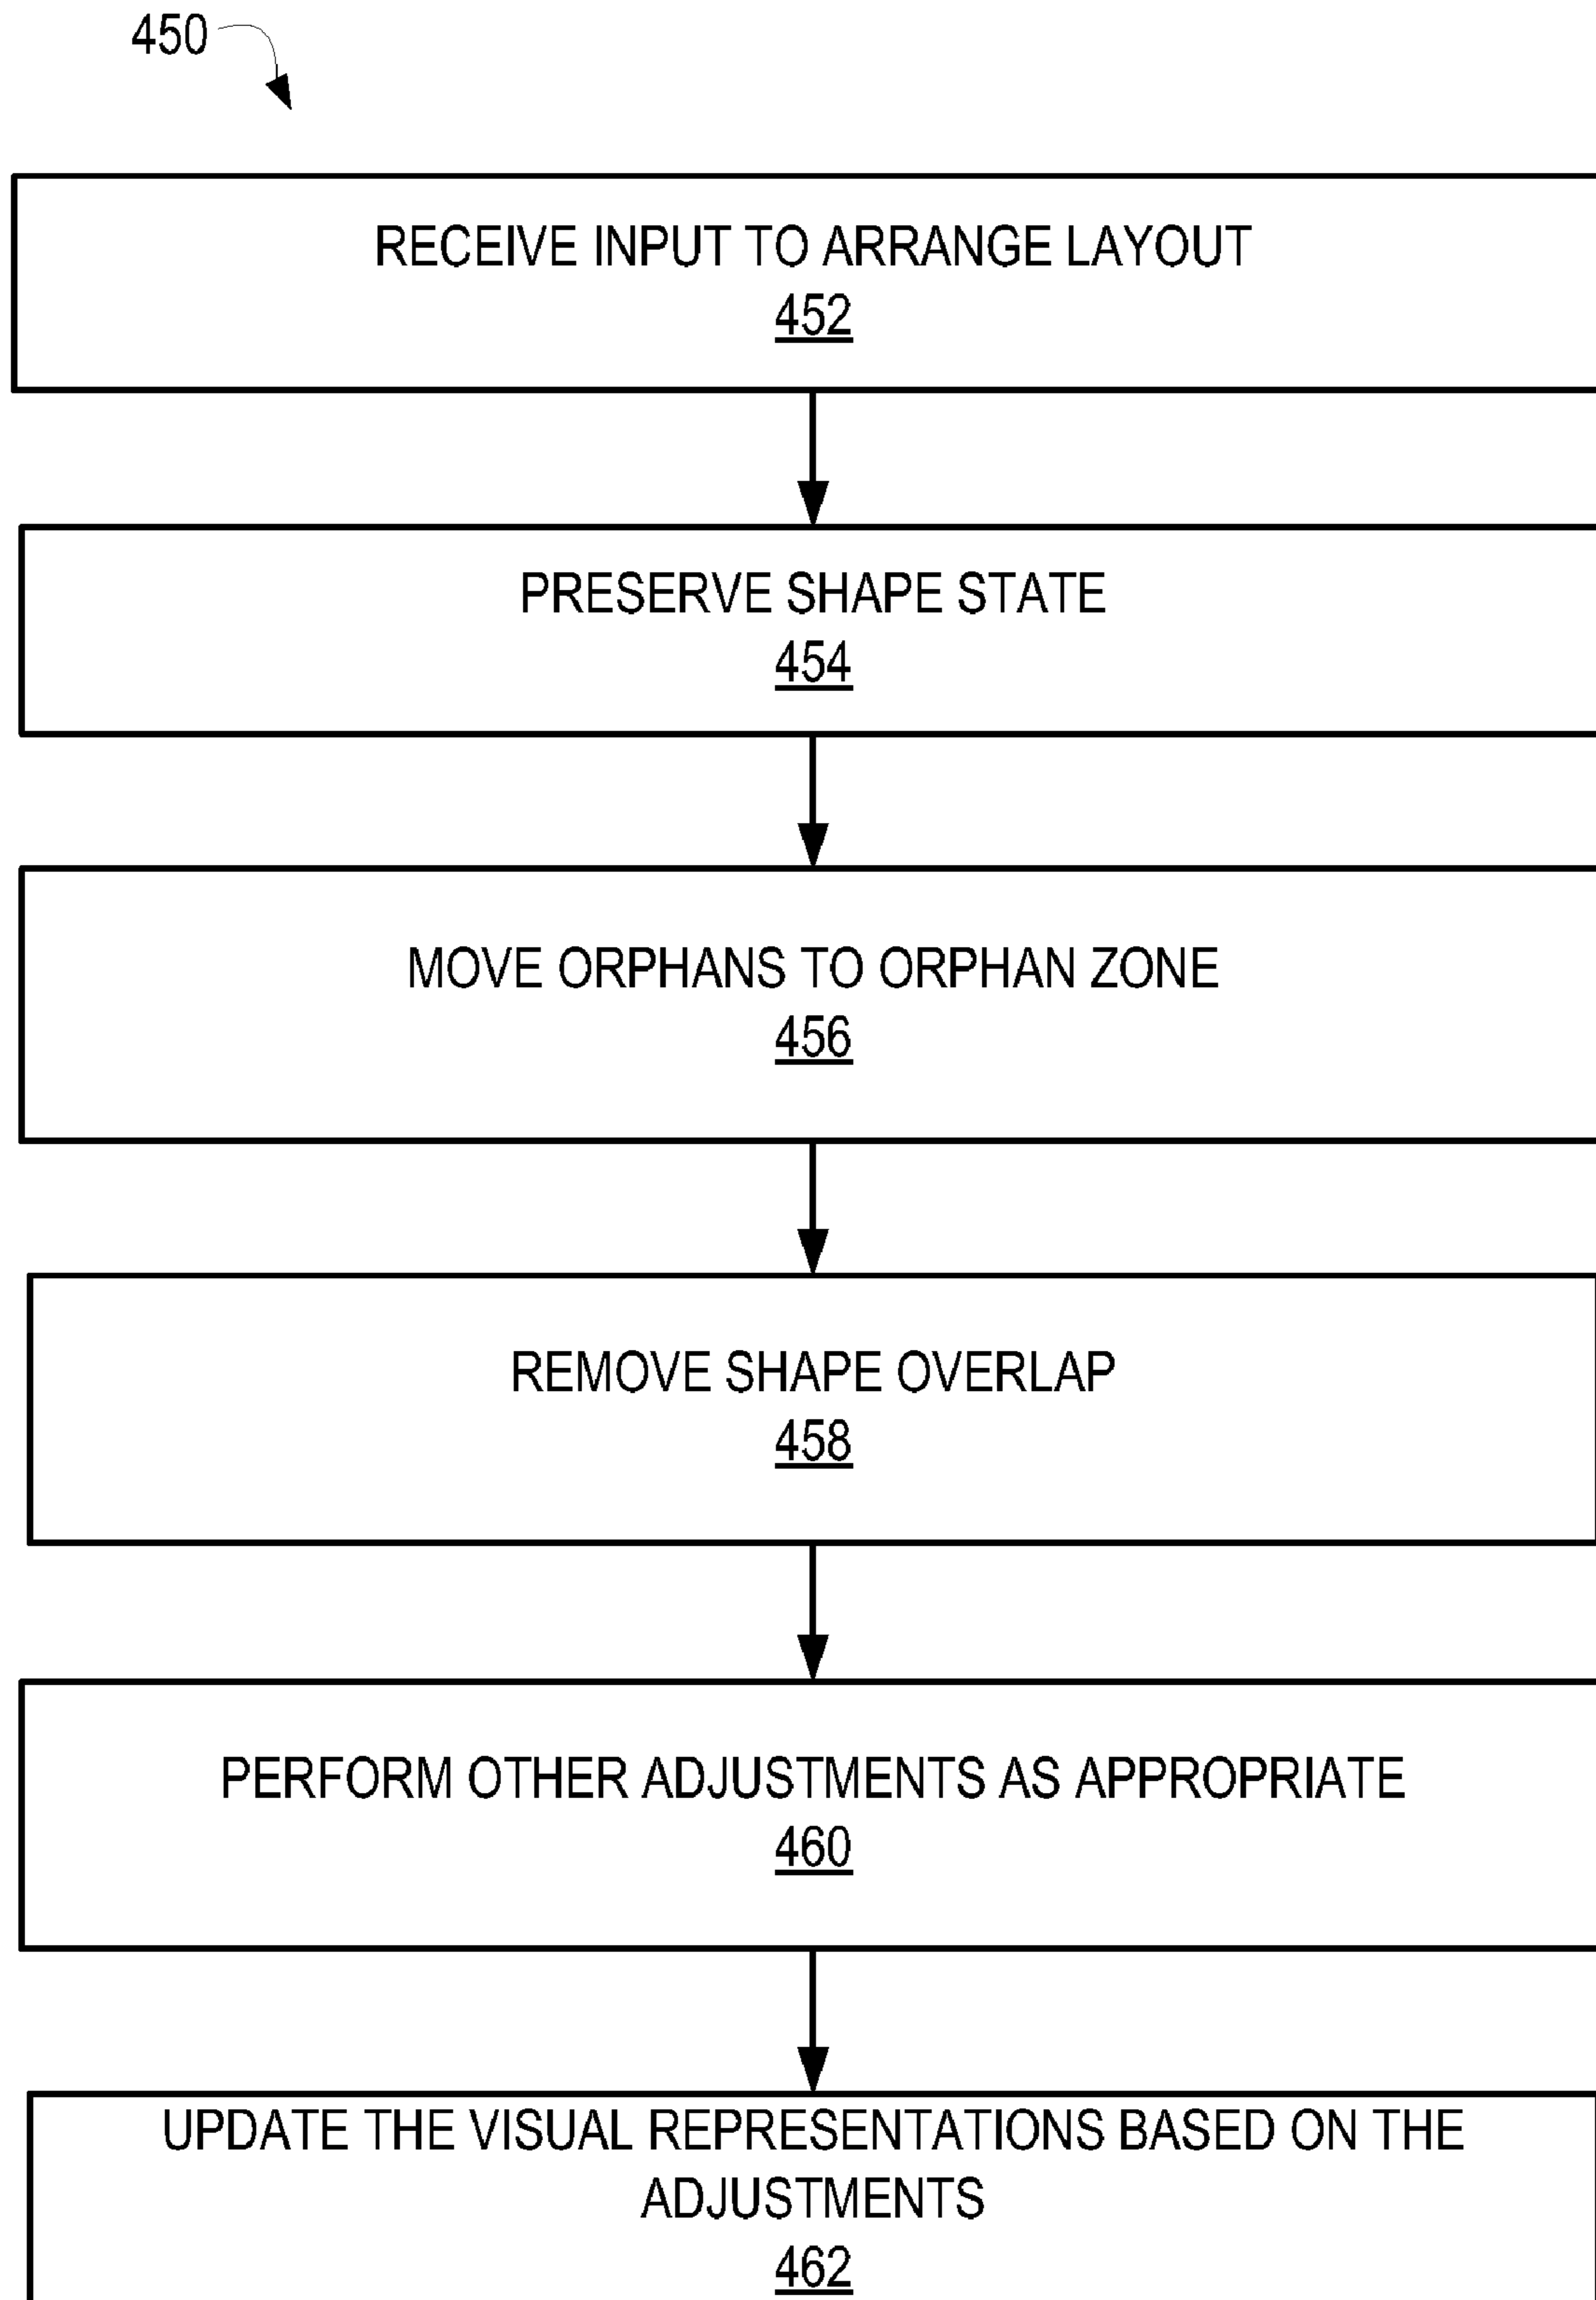 450
RECEIVE INPUT TO ARRANGE LAYOUT
452
PRESERVE SHAPE STATE
454
MOVE ORPHANS TO ORPHAN ZONE
456
REMOVE SHAPE OVERLAP
458
PERFORM OTHER ADJUSTMENTS AS APPROPRIATE
460
UPDATE THE VISUAL REPRESENTATIONS BASED ON THE
ADJUSTMENTS
462